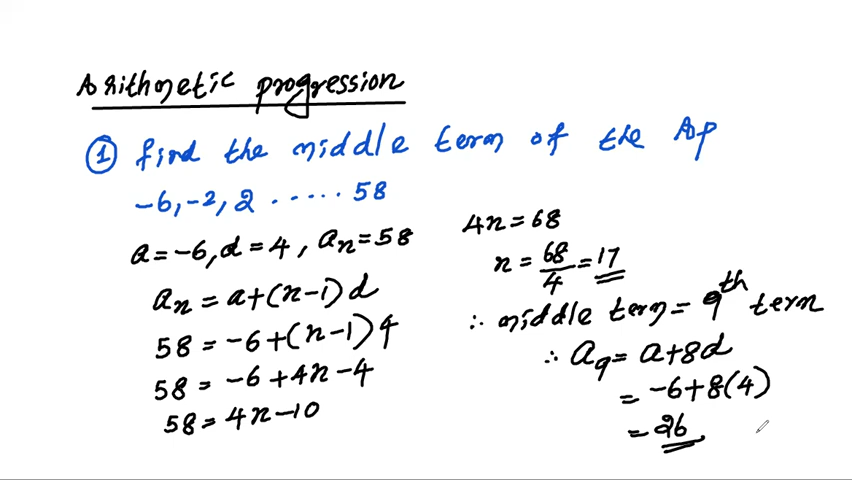 Arithmetic progression
① find the middle term of the AP
-6, -2, 2 ...... 58
a = -6, d = 4, aₙ = 58
aₙ = a + (n-1) d
58 = -6 + (n-1) 4
58 = -6 + 4n - 4
58 = 4n - 10
4n = 68
n = 68/4 = 17
∴ middle term = 9th term
∴ a₉ = a + 8d
= -6 + 8(4)
= 26